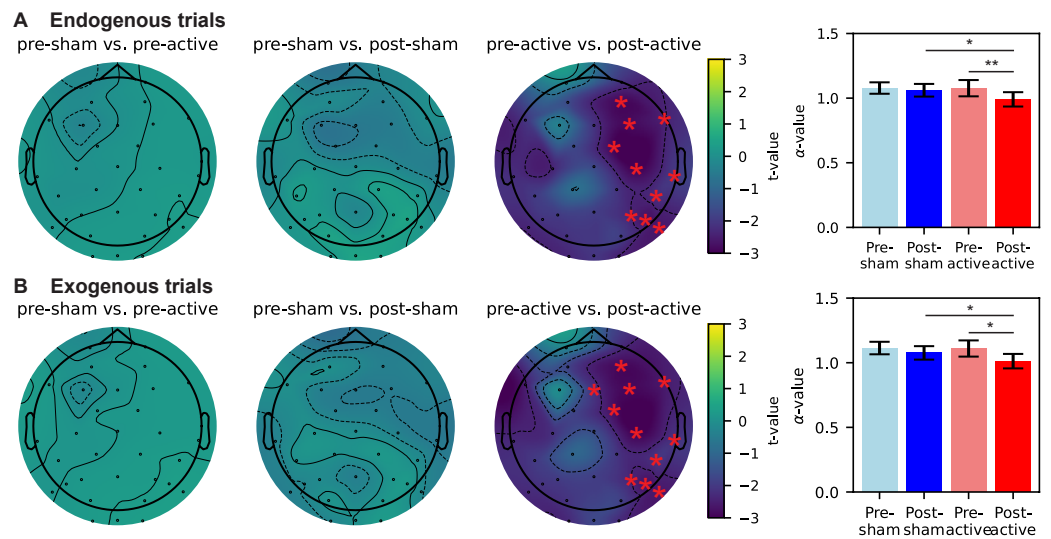 A Endogenous trials
pre-sham vs. pre-active
pre-sham vs. post-sham
pre-active vs. post-active
3
2
1
0
−1
−2
−3
t-value
1.5
1.0
0.5
0.0
α-value
*
**
Pre-
sham
Post-
sham
Pre-
active
Post-
active
B Exogenous trials
pre-sham vs. pre-active
pre-sham vs. post-sham
pre-active vs. post-active
3
2
1
0
−1
−2
−3
t-value
1.5
1.0
0.5
0.0
α-value
*
*
Pre-
sham
Post-
sham
Pre-
active
Post-
active